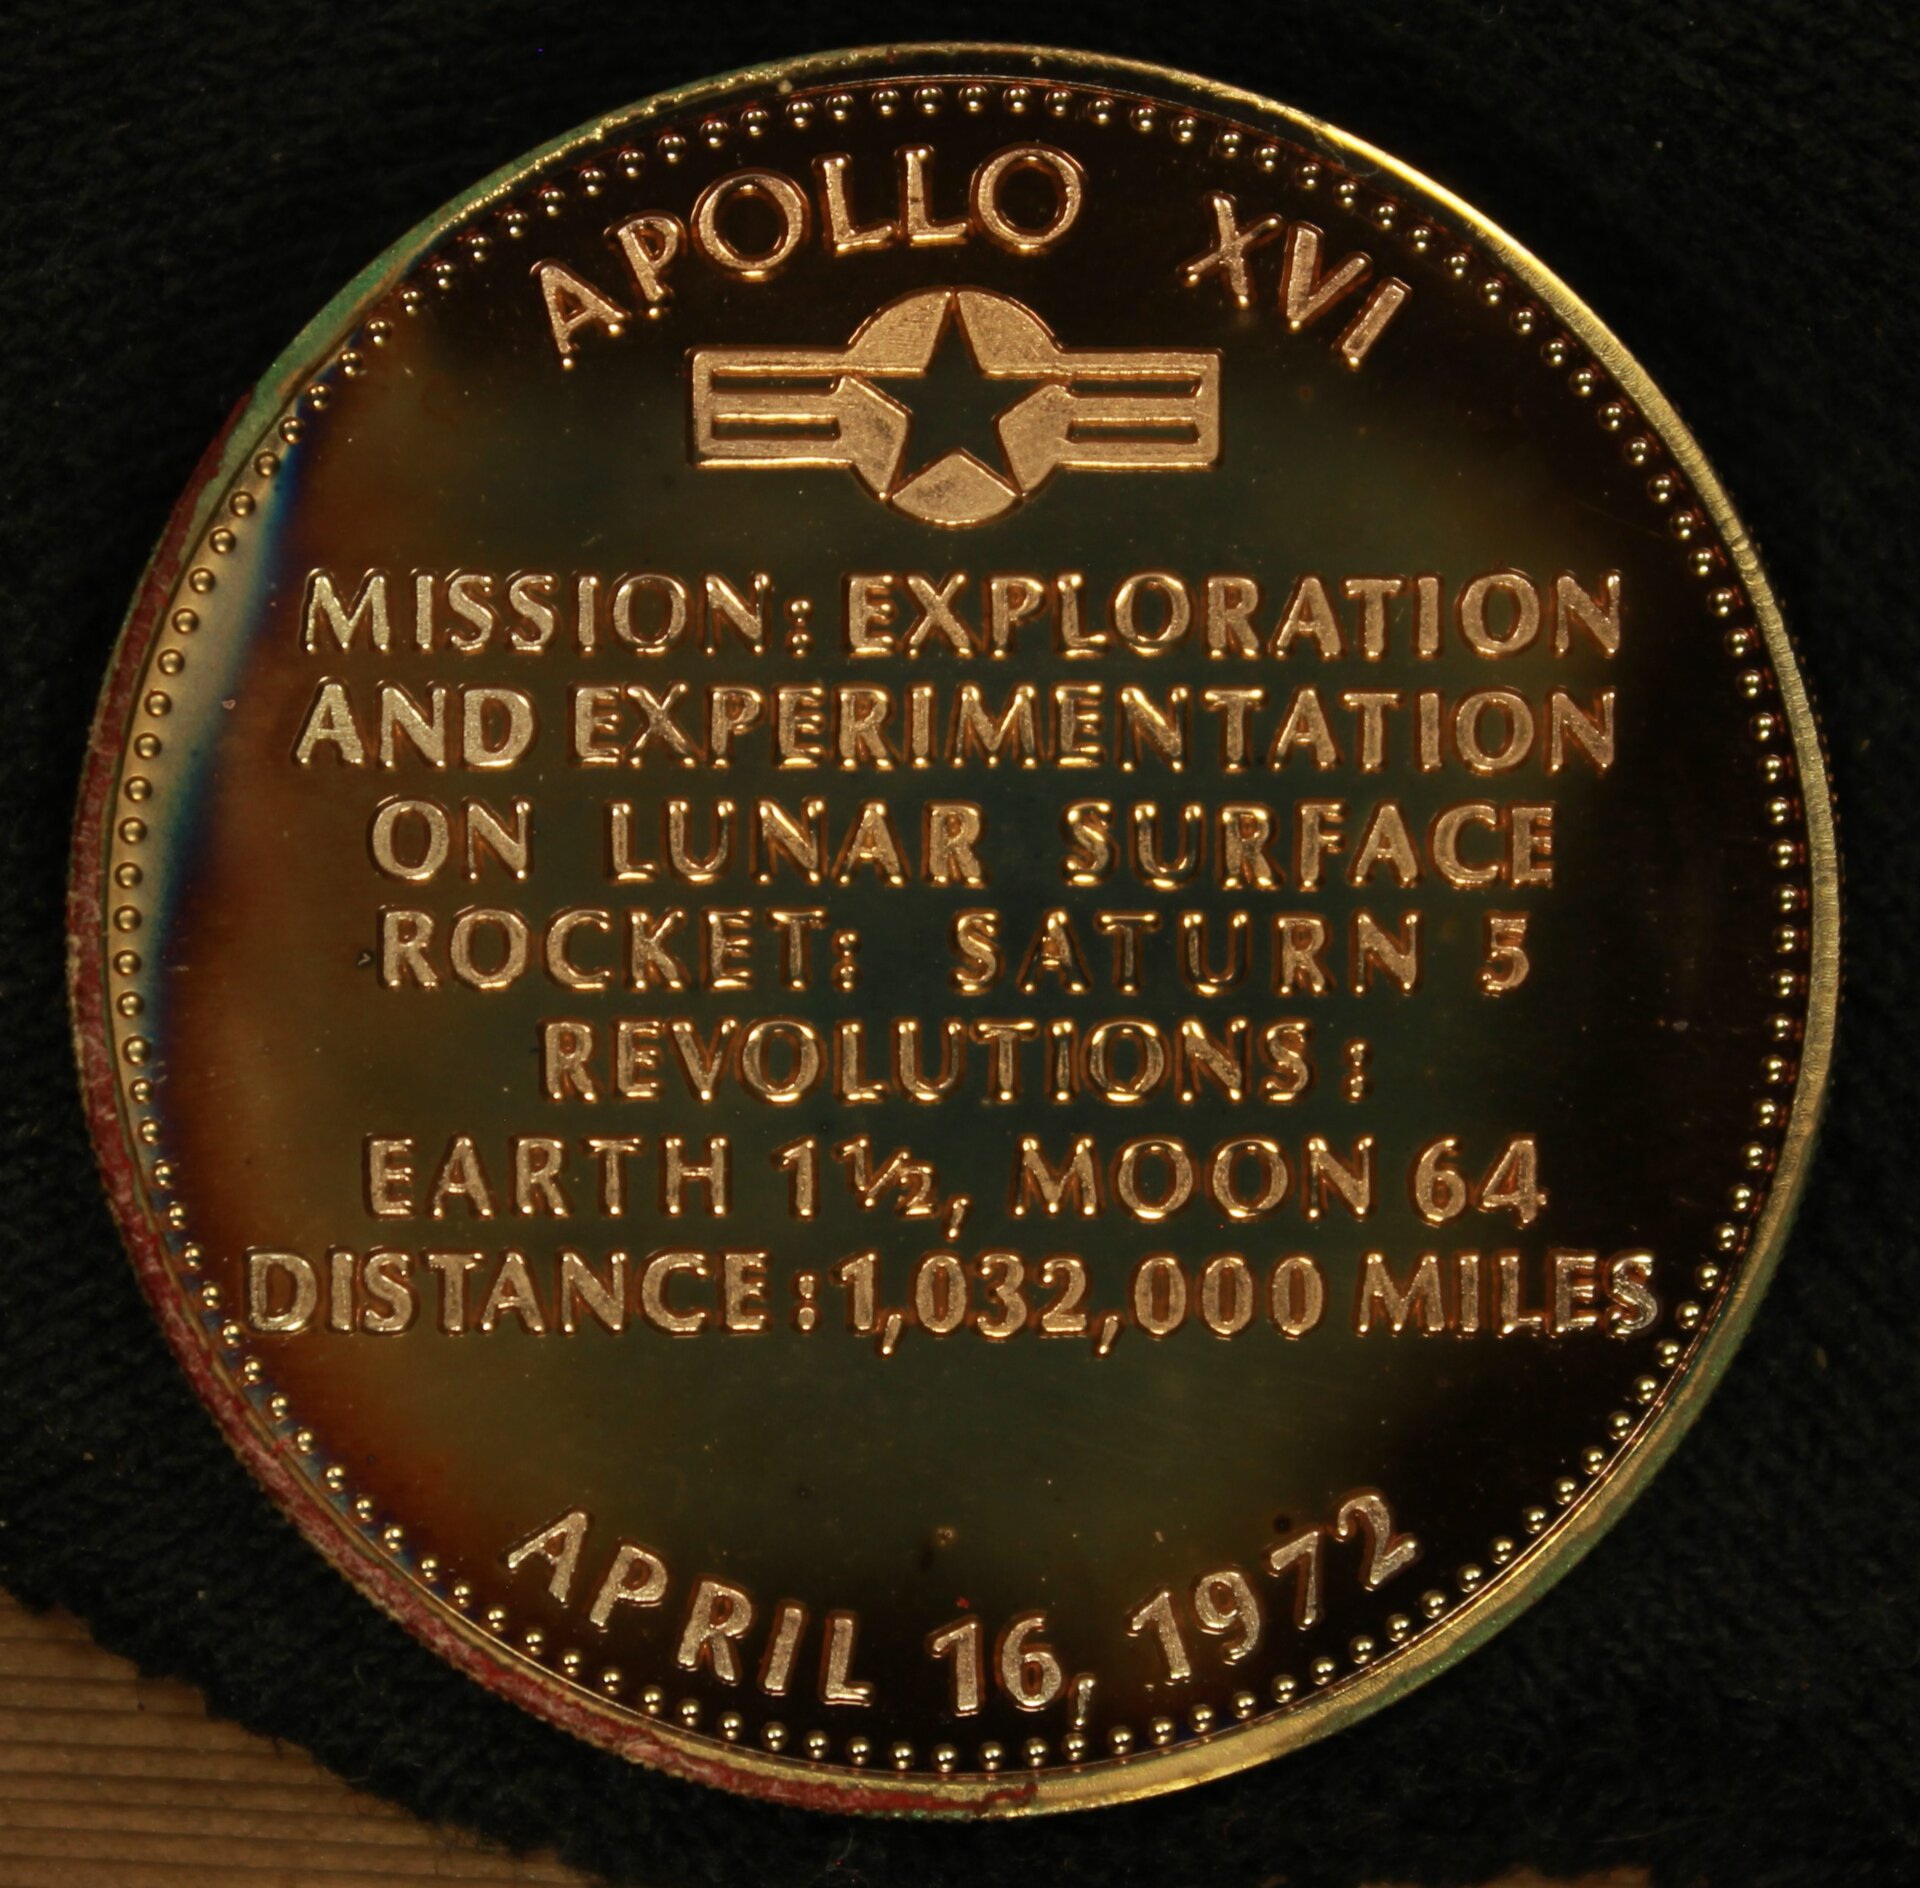 APOLLO XVI
MISSION: EXPLORATION
AND EXPERIMENTATION
ON LUNAR SURFACE
ROCKET: SATURN 5
REVOLUTIONS:
EARTH 1½, MOON 64
DISTANCE: 1,032,000 MILES
APRIL 16, 1972